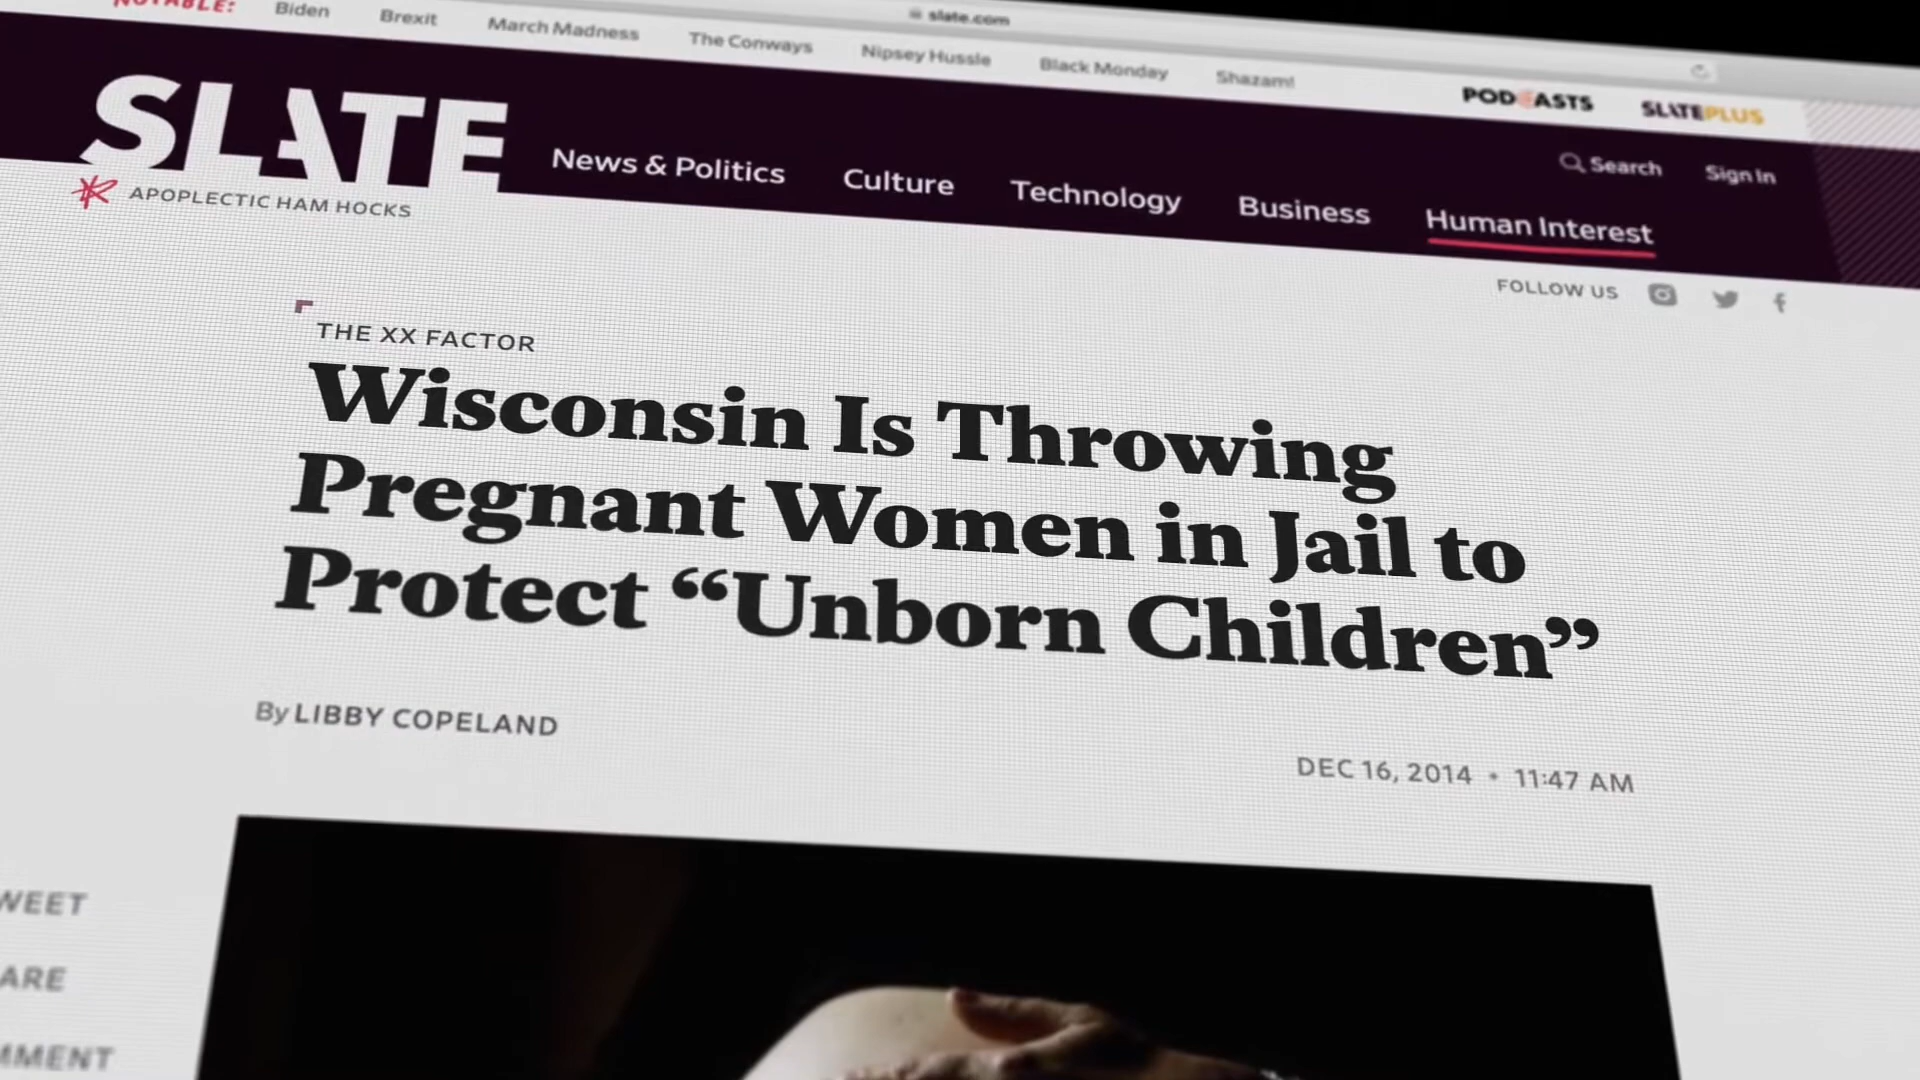 NOTABLE:
Biden
Brexit
March Madness
The Conways
Nipsey Hussle
Black Monday
Shazam!
slate.com
PODCASTS
SLATEPLUS
SLATE
News & Politics
Culture
Technology
Business
Human Interest
Search
Sign In
APOPLECTIC HAM HOCKS
FOLLOW US
THE XX FACTOR
Wisconsin Is Throwing
Pregnant Women in Jail to
Protect “Unborn Children”
By LIBBY COPELAND
DEC 16, 2014 • 11:47 AM
WEET
ARE
MMENT